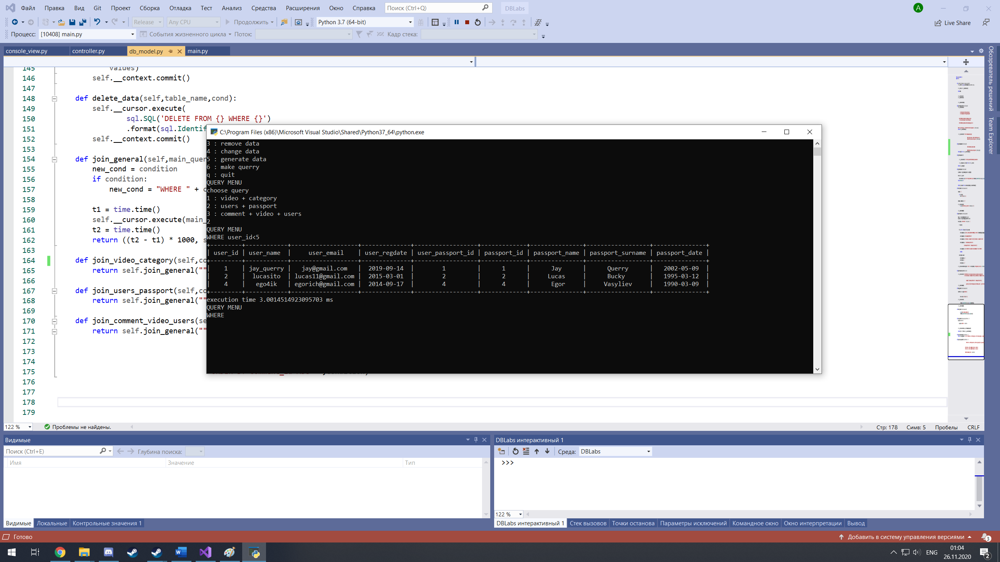 Файл Правка Вид Git Проект Сборка Отладка Тест Анализ Средства Расширения Окно Справка Поиск (Ctrl+Q) DBLabs A
Release Any CPU Продолжить Python 3.7 (64-bit) Live Share
Процесс: [10408] main.py События жизненного цикла Поток: Кадр стека:
console_view.py controller.py db_model.py main.py
Обозреватель решений
Team Explorer
145 values)
146 self.__context.commit()
147
148 def delete_data(self,table_name,cond):
149 self.__cursor.execute(
150 sql.SQL('DELETE FROM {} WHERE {}')
151 .format(sql.Identif
152 self.__context.commit()
153
154 def join_general(self,main_quer
155 new_cond = condition
156 if condition:
157 new_cond = "WHERE " + c
158
159 t1 = time.time()
160 self.__cursor.execute(main_
161 t2 = time.time()
162 return ((t2 - t1) * 1000, s
163
164 def join_video_category(self,co
165 return self.join_general(""
166
167 def join_users_passport(self,co
168 return self.join_general(""
169
170 def join_comment_video_users(se
171 return self.join_general(""
172
173
174
175
176
177
178
179
C:\Program Files (x86)\Microsoft Visual Studio\Shared\Python37_64\python.exe
3 : remove data
4 : change data
5 : generate data
6 : make querry
q : quit
QUERY MENU
choose query
1 : video + category
2 : users + passport
3 : comment + video + users
2
QUERY MENU
WHERE user_id<5
+---------+------------+-------------------+--------------+------------------+-------------+---------------+------------------+---------------+
| user_id | user_name | user_email | user_regdate | user_passport_id | passport_id | passport_name | passport_surname | passport_date |
+---------+------------+-------------------+--------------+------------------+-------------+---------------+------------------+---------------+
| 1 | jay_querry | jay@gmail.com | 2019-09-14 | 1 | 1 | Jay | Querry | 2002-05-09 |
| 2 | lucasito | lucas11@gmail.com | 2015-03-01 | 2 | 2 | Lucas | Bucky | 1995-03-12 |
| 4 | ego4ik | egorich@gmail.com | 2014-09-17 | 4 | 4 | Egor | Vasyliev | 1990-03-09 |
+---------+------------+-------------------+--------------+------------------+-------------+---------------+------------------+---------------+
execution time 3.0014514923095703 ms
QUERY MENU
WHERE
122 % Проблемы не найдены. Стр: 178 Симв: 5 Пробелы CRLF
Видимые
Поиск (Ctrl+E) Глубина поиска:
Имя Значение Тип
Видимые Локальные Контрольные значения 1
DBLabs интерактивный 1
Среда: DBLabs
>>>
122 %
DBLabs интерактивный 1 Стек вызовов Точки останова Параметры исключений Командное окно Окно интерпретации Вывод
Готово Добавить в систему управления версиями 3
ENG 01:04
26.11.2020 2